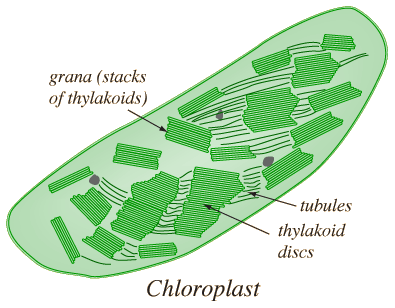 grana (stacks
of thylakoids)
tubules
thylakoid
discs
Chloroplast